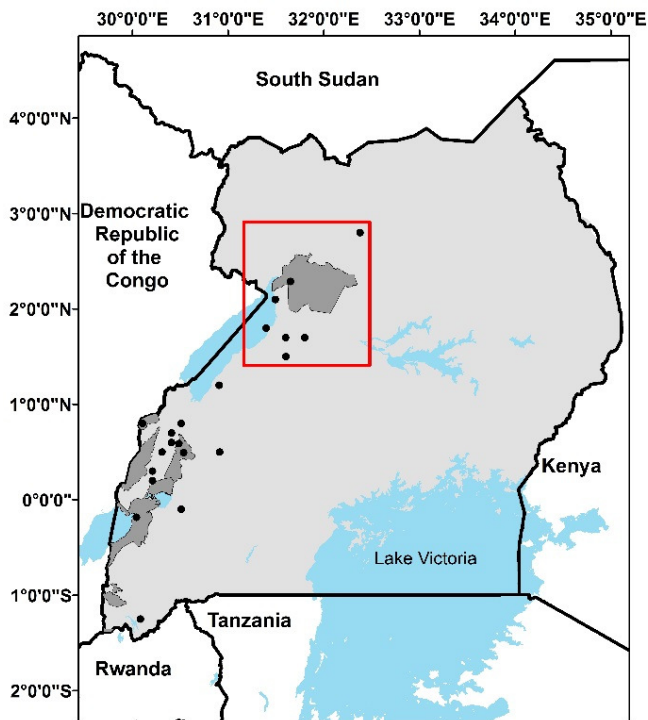 30°0'0"E 31°0'0"E 32°0'0"E 33°0'0"E 34°0'0"E 35°0'0"E
South Sudan
4°0'0"N
3°0'0"N
Democratic
Republic
of the
Congo
2°0'0"N
1°0'0"N
Kenya
0°0'0"
Lake Victoria
1°0'0"S
Tanzania
Rwanda
2°0'0"S